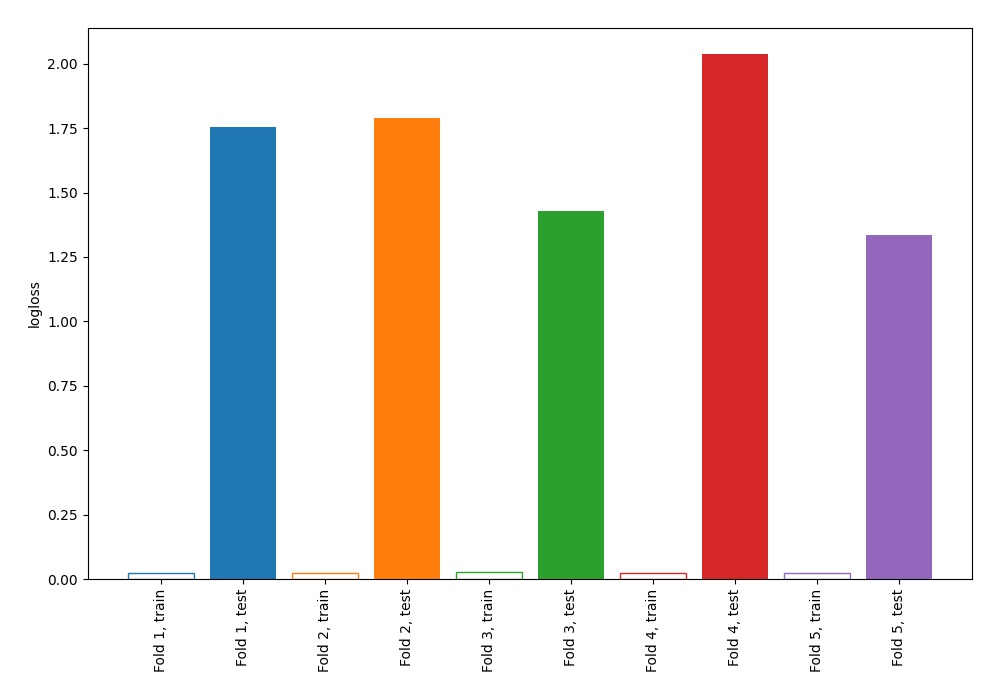 logloss
2.00
1.75
1.50
1.25
1.00
0.75
0.50
0.25
0.00
Fold 1, train
Fold 1, test
Fold 2, train
Fold 2, test
Fold 3, train
Fold 3, test
Fold 4, train
Fold 4, test
Fold 5, train
Fold 5, test